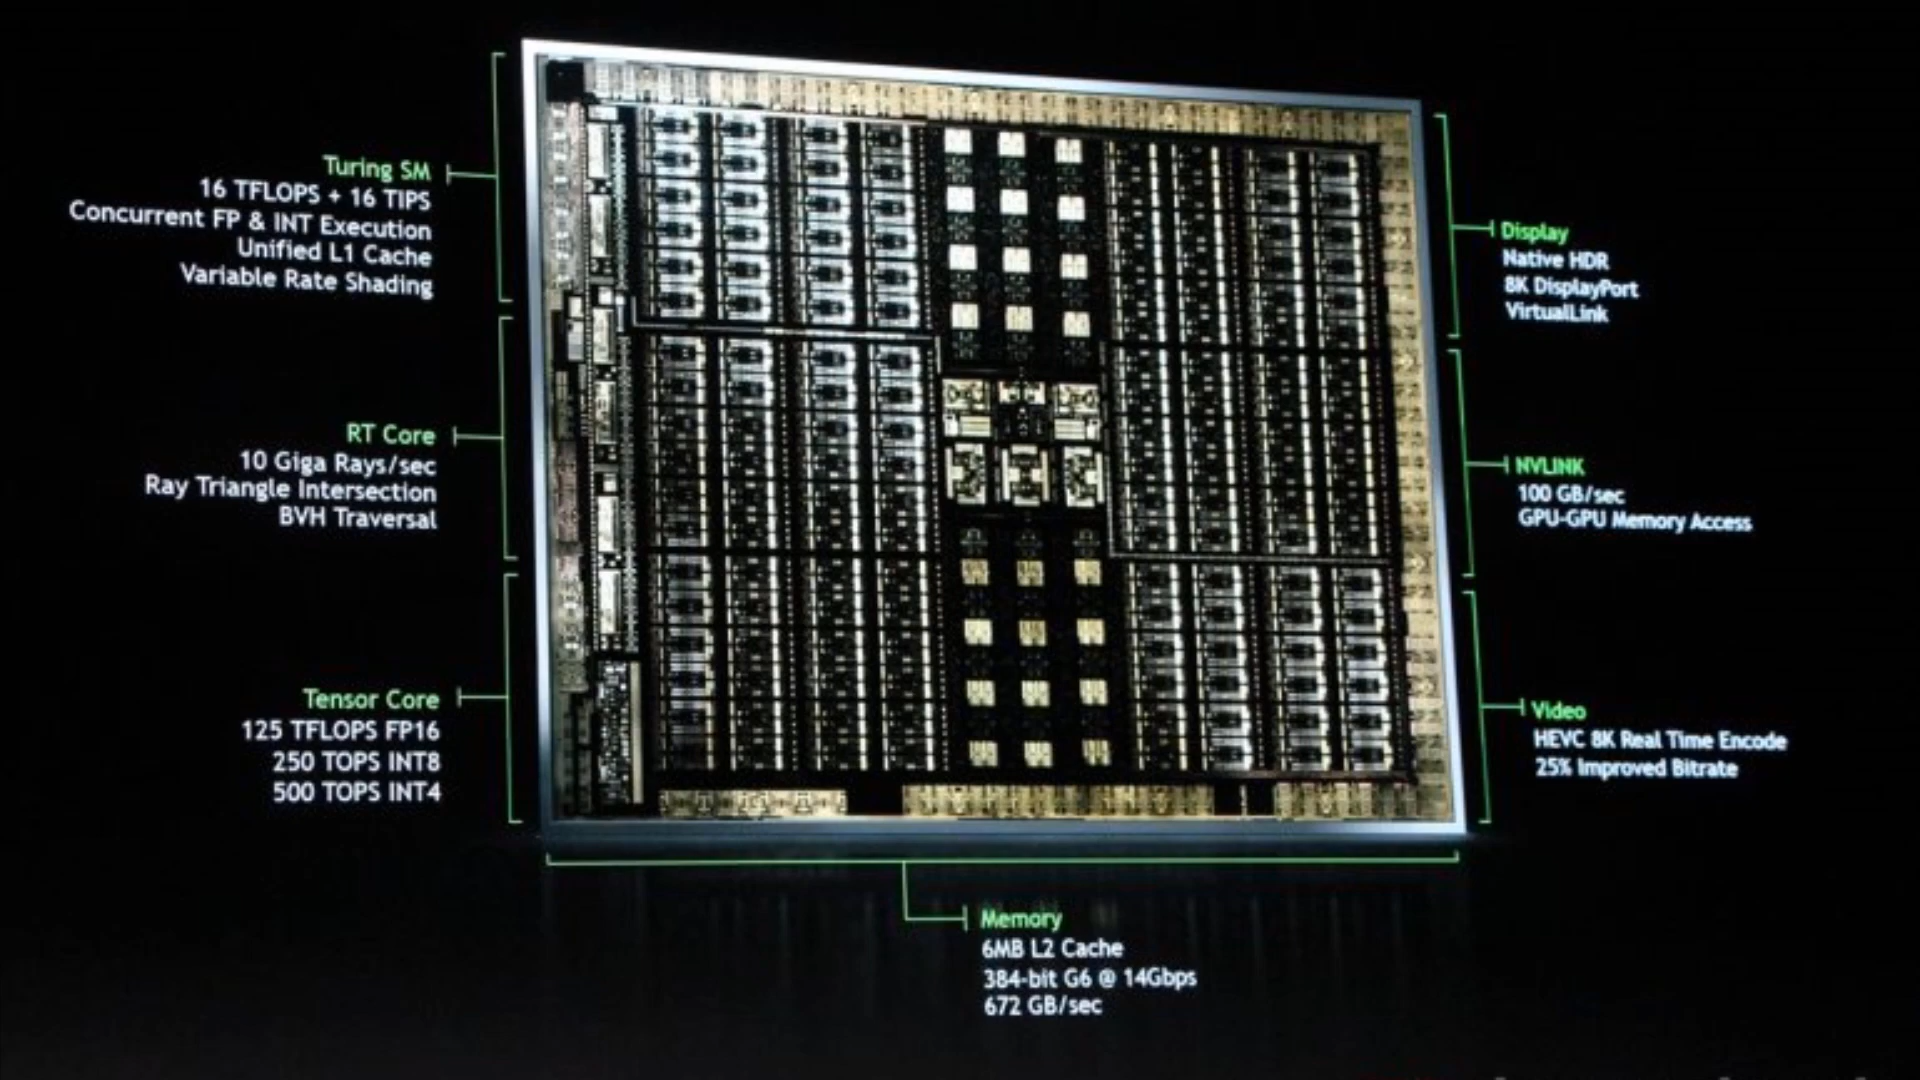 Turing SM
16 TFLOPS + 16 TIPS
Concurrent FP & INT Execution
Unified L1 Cache
Variable Rate Shading
RT Core
10 Giga Rays/sec
Ray Triangle Intersection
BVH Traversal
Tensor Core
125 TFLOPS FP16
250 TOPS INT8
500 TOPS INT4
Display
Native HDR
8K DisplayPort
VirtualLink
NVLINK
100 GB/sec
GPU-GPU Memory Access
Video
HEVC 8K Real Time Encode
25% Improved Bitrate
Memory
6MB L2 Cache
384-bit G6 @ 14Gbps
672 GB/sec